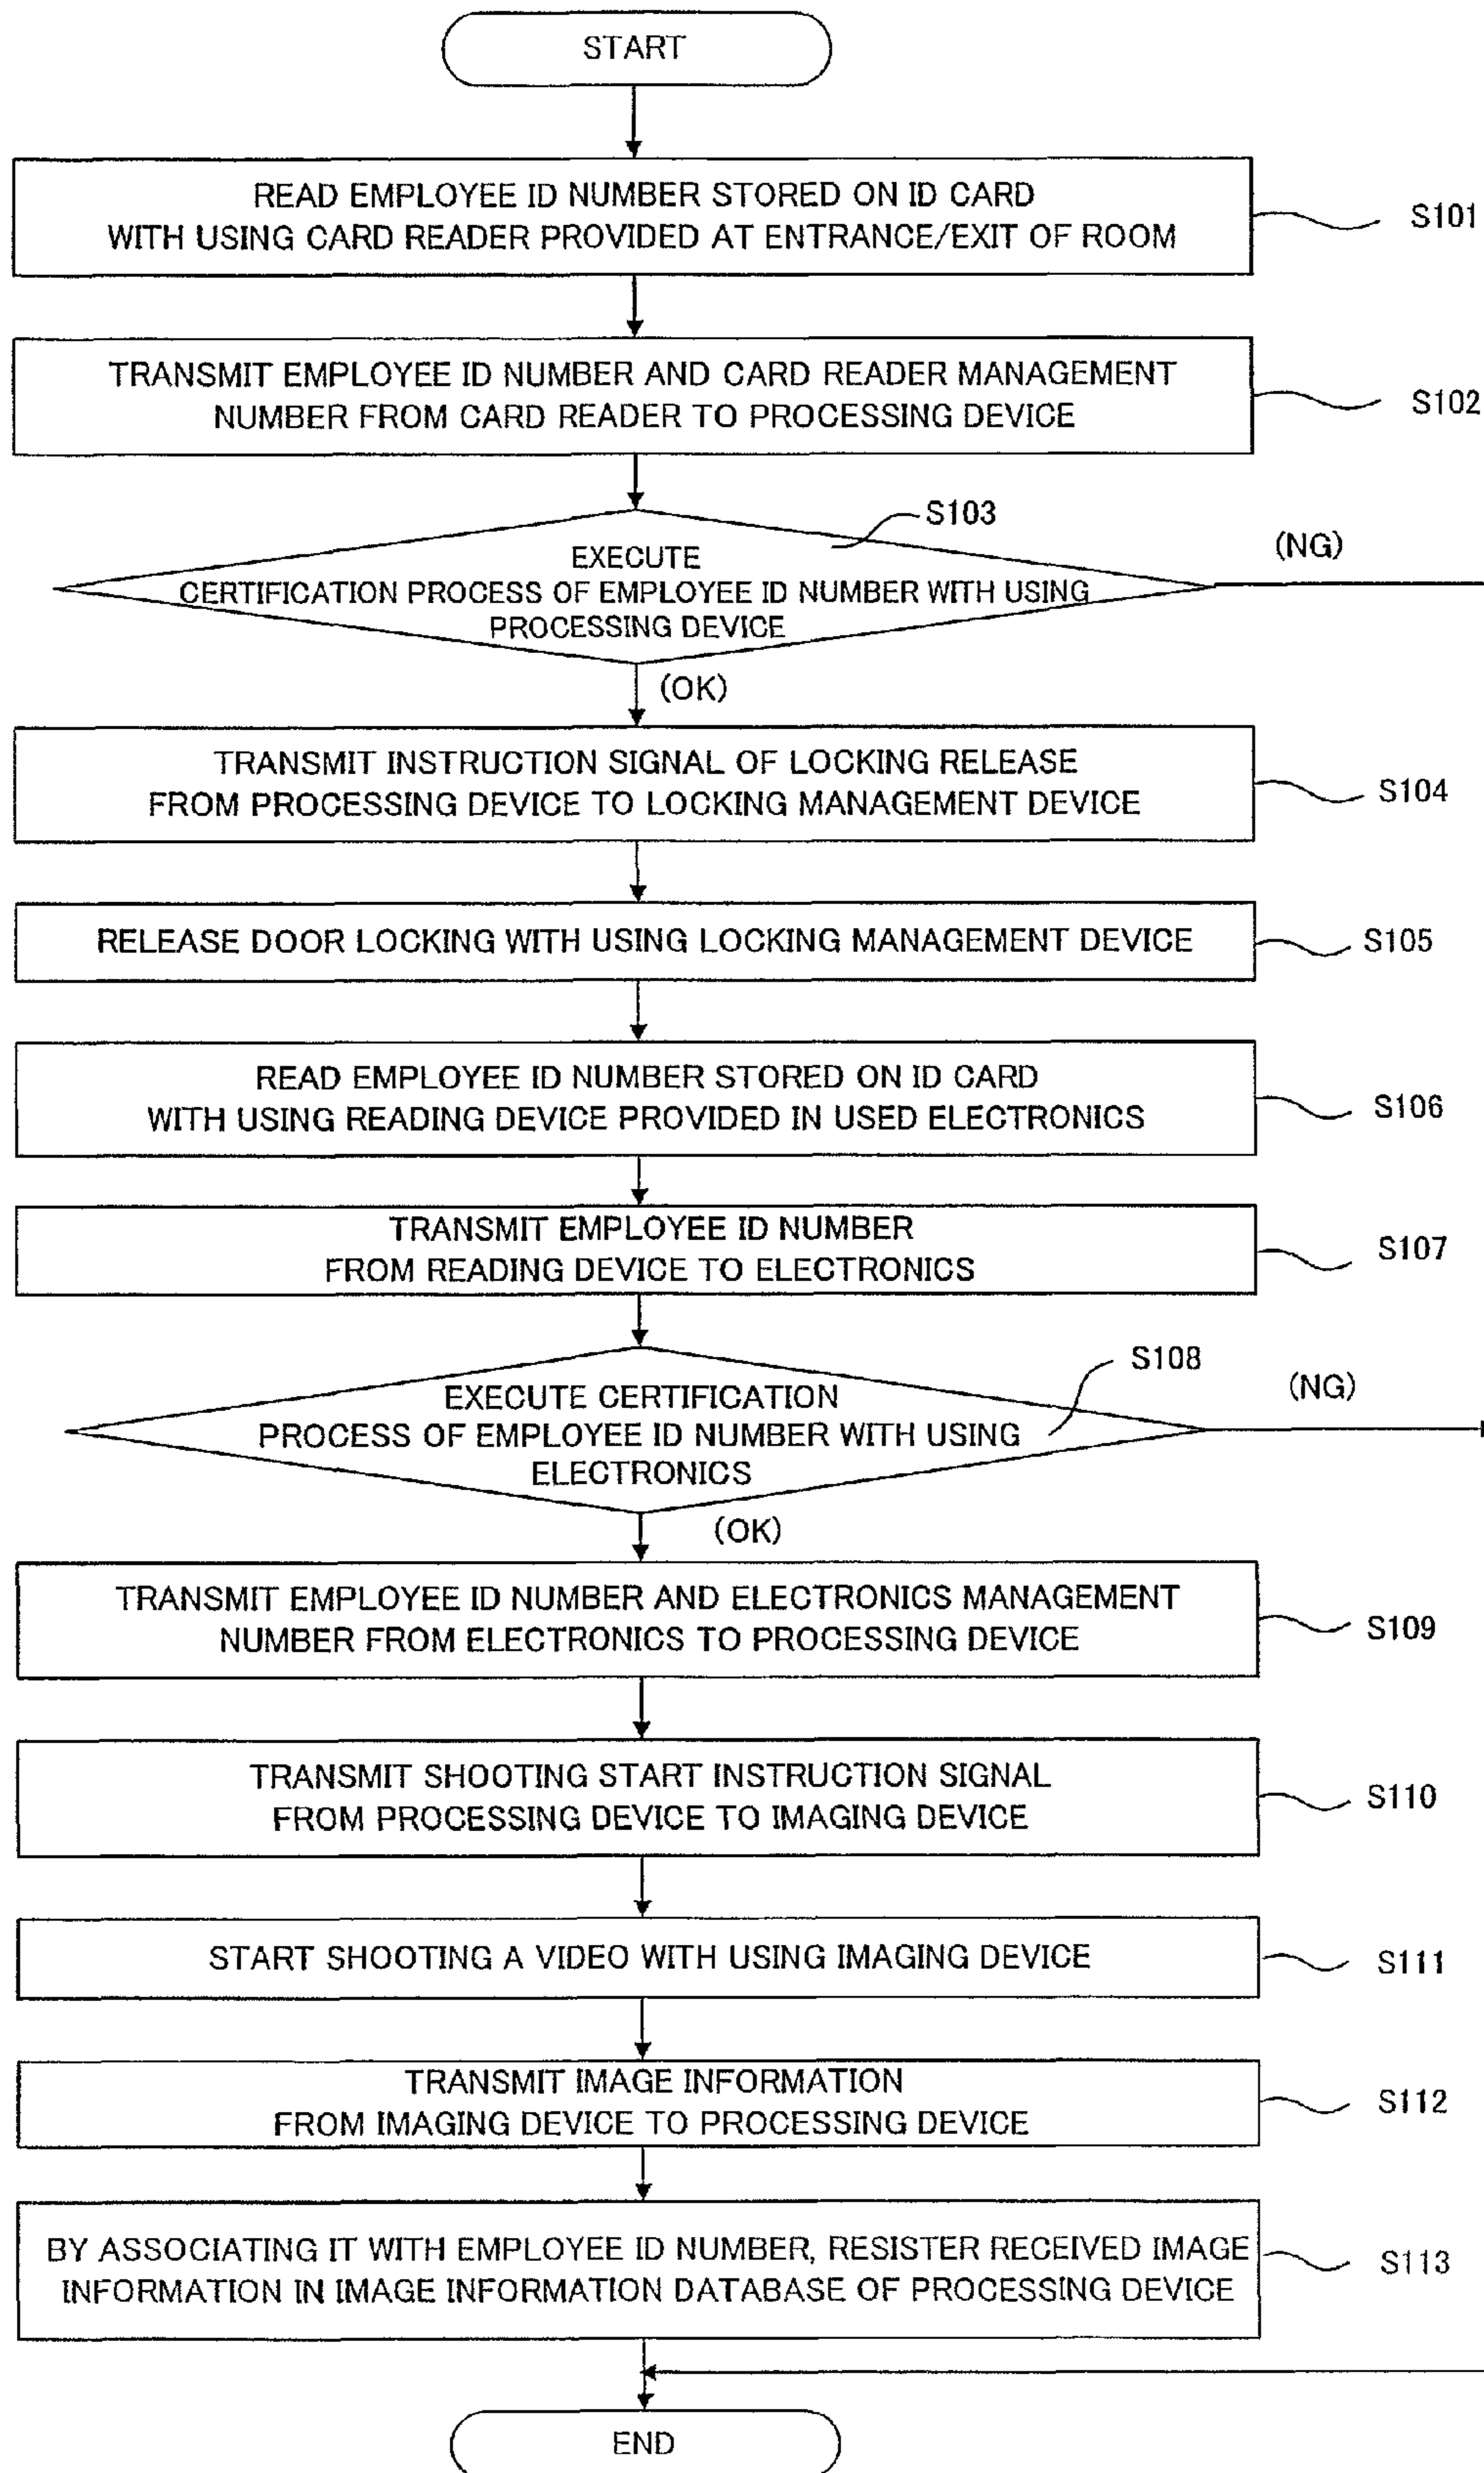 START
READ EMPLOYEE ID NUMBER STORED ON ID CARD
WITH USING CARD READER PROVIDED AT ENTRANCE/EXIT OF ROOM
S101
TRANSMIT EMPLOYEE ID NUMBER AND CARD READER MANAGEMENT
NUMBER FROM CARD READER TO PROCESSING DEVICE
S102
S103
(NG)
EXECUTE
CERTIFICATION PROCESS OF EMPLOYEE ID NUMBER WITH USING
PROCESSING DEVICE
(OK)
TRANSMIT INSTRUCTION SIGNAL OF LOCKING RELEASE
FROM PROCESSING DEVICE TO LOCKING MANAGEMENT DEVICE
S104
RELEASE DOOR LOCKING WITH USING LOCKING MANAGEMENT DEVICE
S105
READ EMPLOYEE ID NUMBER STORED ON ID CARD
WITH USING READING DEVICE PROVIDED IN USED ELECTRONICS
S106
TRANSMIT EMPLOYEE ID NUMBER
FROM READING DEVICE TO ELECTRONICS
S107
S108
(NG)
EXECUTE CERTIFICATION
PROCESS OF EMPLOYEE ID NUMBER WITH USING
ELECTRONICS
(OK)
TRANSMIT EMPLOYEE ID NUMBER AND ELECTRONICS MANAGEMENT
NUMBER FROM ELECTRONICS TO PROCESSING DEVICE
S109
TRANSMIT SHOOTING START INSTRUCTION SIGNAL
FROM PROCESSING DEVICE TO IMAGING DEVICE
S110
START SHOOTING A VIDEO WITH USING IMAGING DEVICE
S111
TRANSMIT IMAGE INFORMATION
FROM IMAGING DEVICE TO PROCESSING DEVICE
S112
BY ASSOCIATING IT WITH EMPLOYEE ID NUMBER, RESISTER RECEIVED IMAGE
INFORMATION IN IMAGE INFORMATION DATABASE OF PROCESSING DEVICE
S113
END